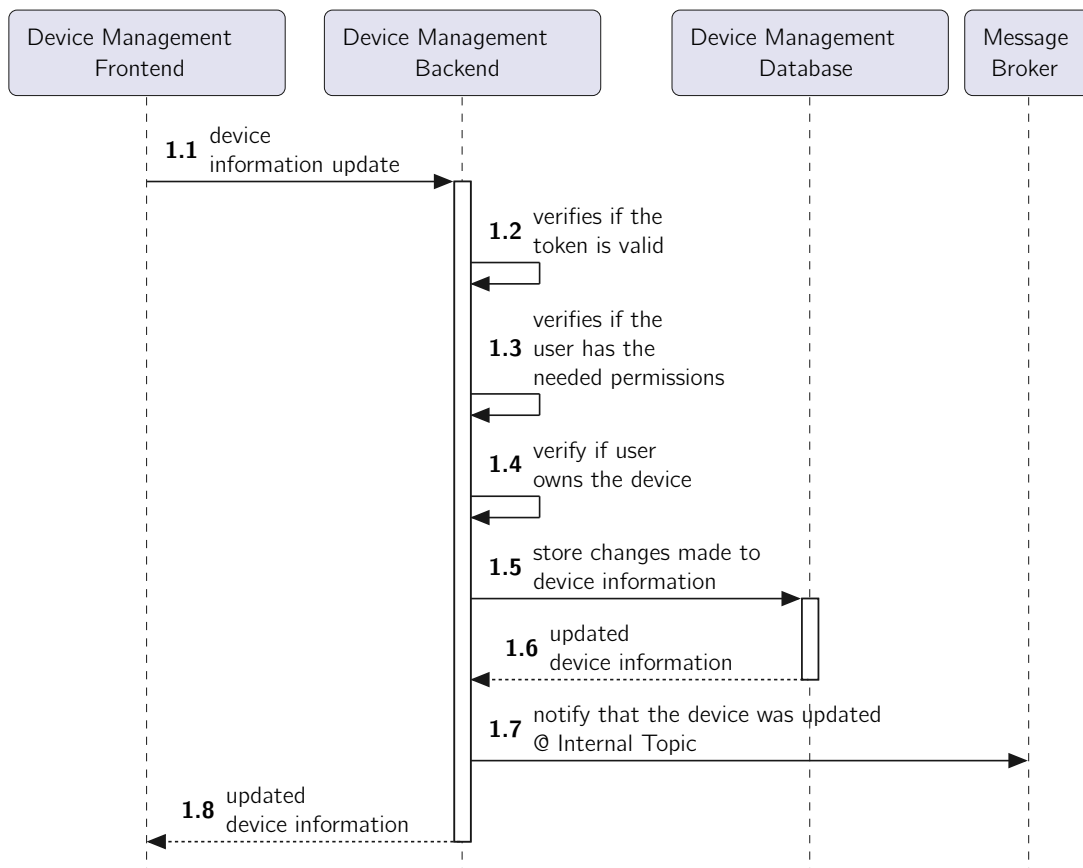 Device Management
Frontend
Device Management
Backend
Device Management
Database
Message
Broker
1.1 device
information update
1.2 verifies if the
token is valid
1.3 verifies if the
user has the
needed permissions
1.4 verify if user
owns the device
1.5 store changes made to
device information
1.6 updated
device information
1.7 notify that the device was updated
@ Internal Topic
1.8 updated
device information